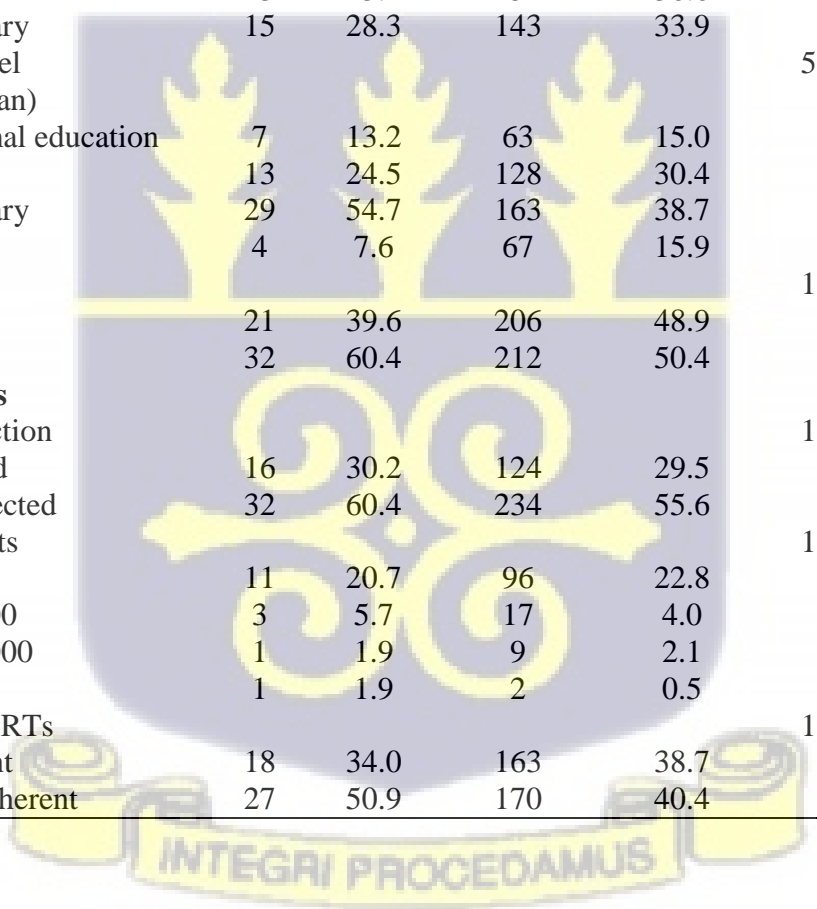 ary 15 28.3 143 33.9
el 5
an)
nal education 7 13.2 63 15.0
13 24.5 128 30.4
ary 29 54.7 163 38.7
4 7.6 67 15.9
1
21 39.6 206 48.9
32 60.4 212 50.4
s
ction 1
d 16 30.2 124 29.5
ected 32 60.4 234 55.6
ts 1
11 20.7 96 22.8
00 3 5.7 17 4.0
000 1 1.9 9 2.1
1 1.9 2 0.5
RTs 1
nt 18 34.0 163 38.7
herent 27 50.9 170 40.4
INTEGRI PROCEDAMUS